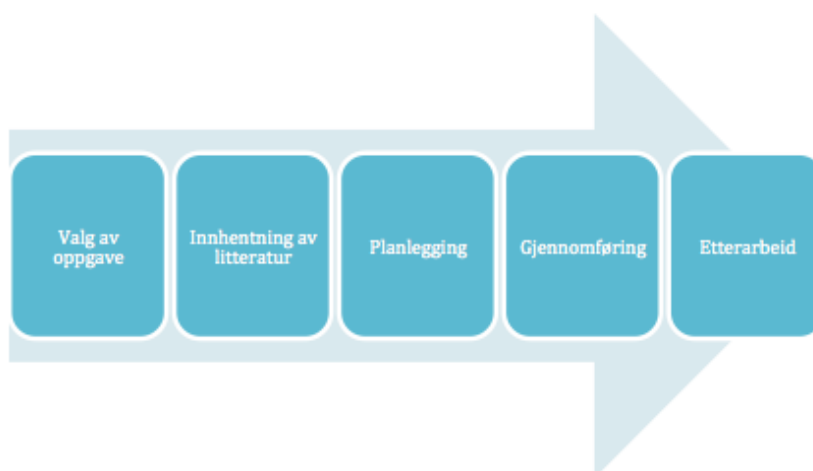 Valg av
oppgave
Innhentning av
litteratur
Planlegging
Gjennomføring
Etterarbeid